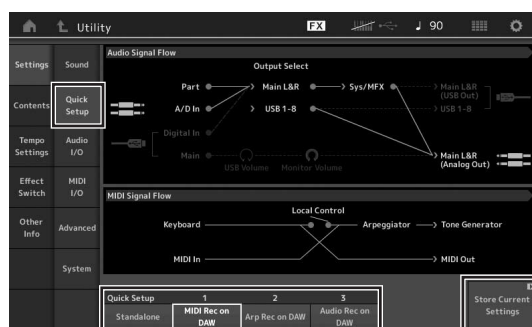 Utility
FX
♩ 90
Settings
Sound
Contents
Quick
Setup
Tempo
Settings
Audio
I/O
Effect
Switch
MIDI
I/O
Other
Info
Advanced
System
Audio Signal Flow
Output Select
Part
Main L&R
Sys/MFX
Main L&R
(USB Out)
A/D In
USB 1-8
USB 1-8
Digital In
Main
USB Volume
Monitor Volume
Main L&R
(Analog Out)
MIDI Signal Flow
Local Control
Keyboard
Arpeggiator
Tone Generator
MIDI In
MIDI Out
Quick Setup
1
2
3
Standalone
MIDI Rec on
DAW
Arp Rec on DAW
Audio Rec on
DAW
Store Current
Settings